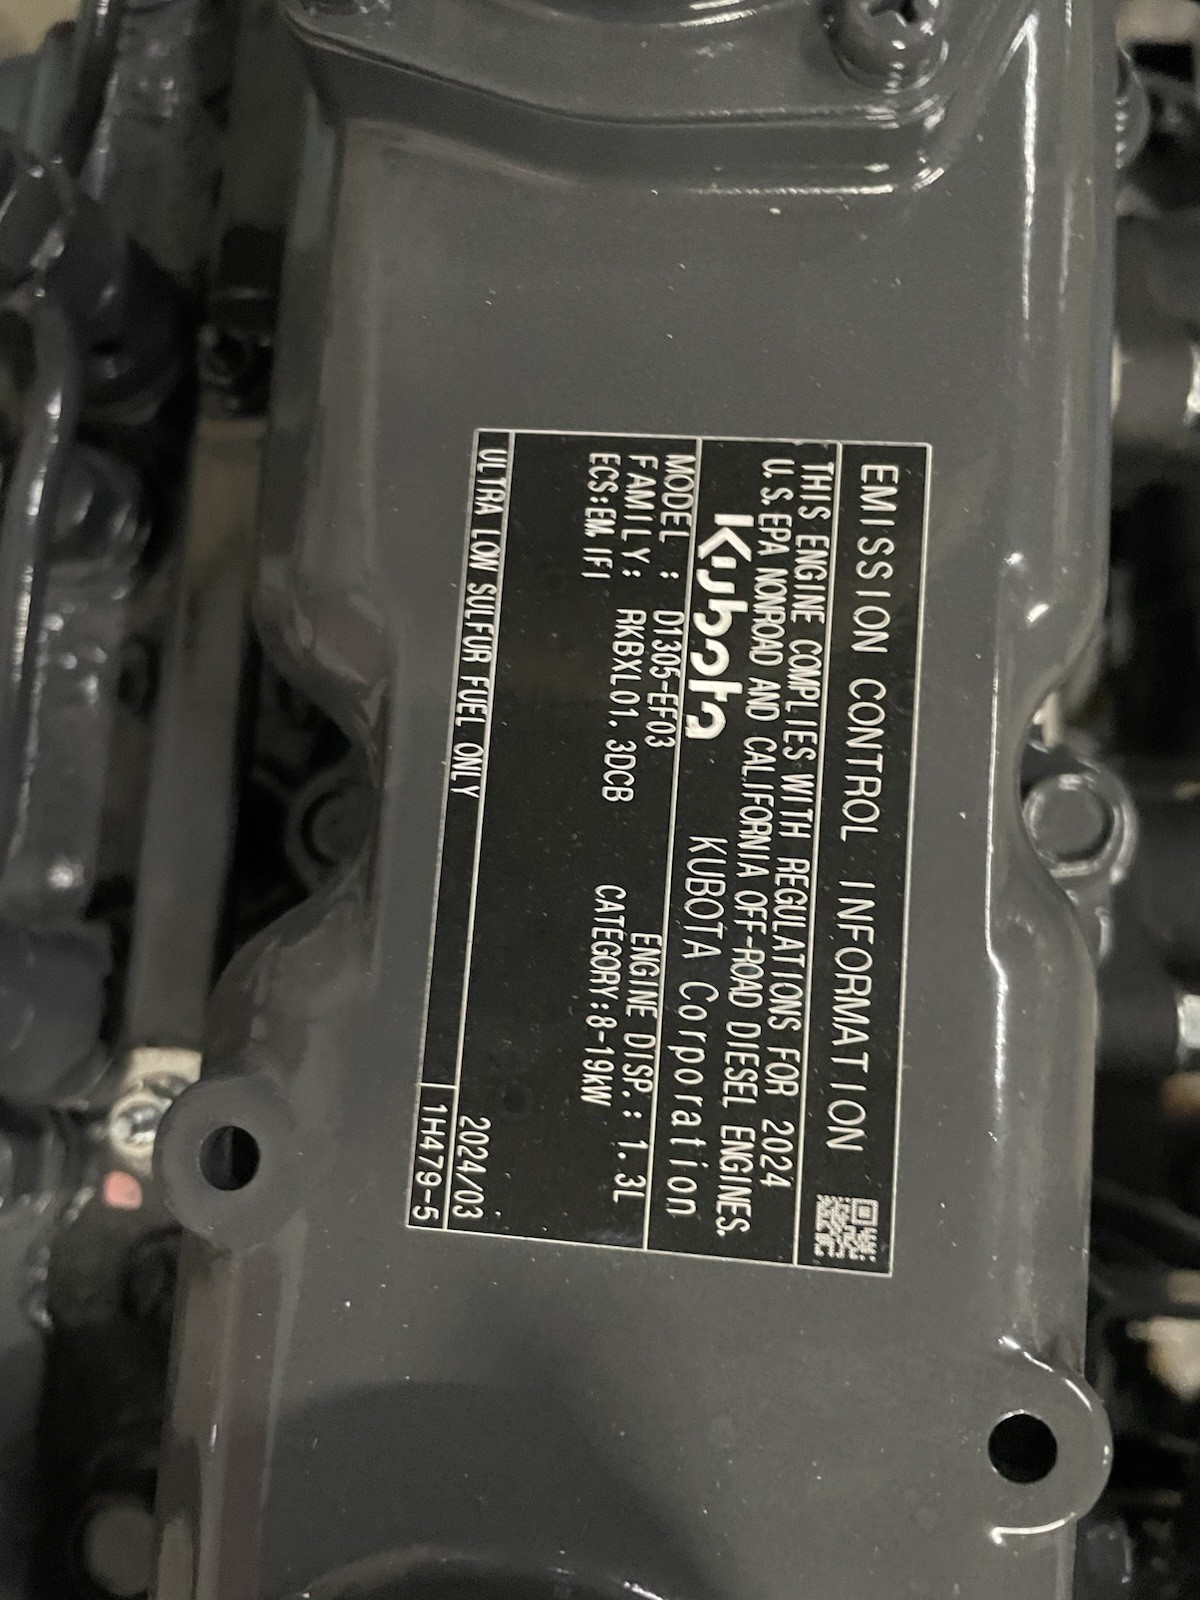 EMISSION CONTROL INFORMATION
THIS ENGINE COMPLIES WITH REGULATIONS FOR 2024
U.S. EPA NONROAD AND CALIFORNIA OFF-ROAD DIESEL ENGINES.
Kubota KUBOTA Corporation
MODEL : D1305-EF03 ENGINE DISP.: 1.3L
FAMILY: RKBXL01.3DCB CATEGORY:8-19kW
ECS:EM, IFI
2024/03
ULTRA LOW SULFUR FUEL ONLY 1H479-5